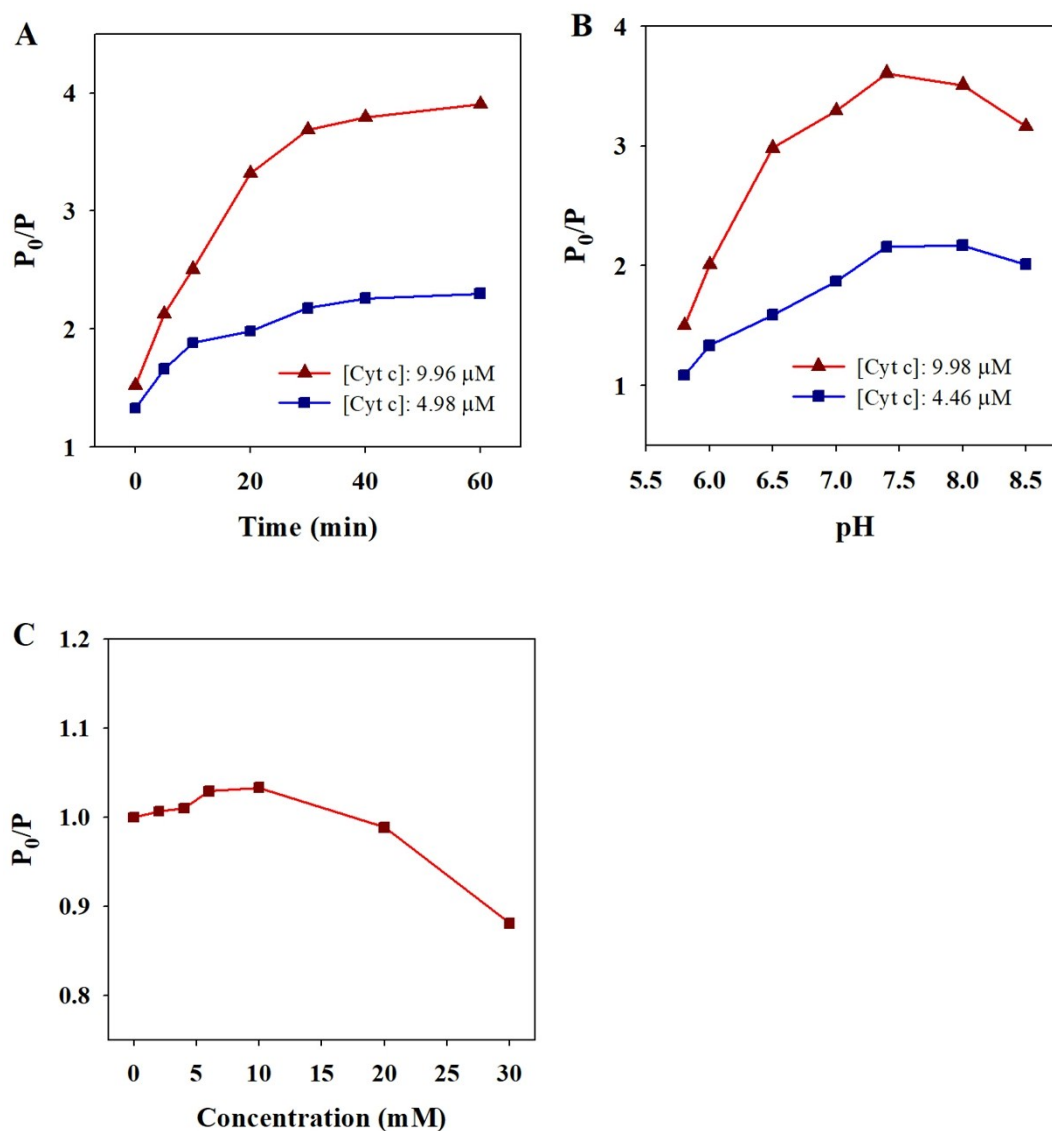 A
4
3
2
1
P0/P
[Cyt c]: 9.96 µM
[Cyt c]: 4.98 µM
0 20 40 60
Time (min)
B
4
3
2
1
P0/P
[Cyt c]: 9.98 µM
[Cyt c]: 4.46 µM
5.5 6.0 6.5 7.0 7.5 8.0 8.5
pH
C
1.2
1.1
1.0
0.9
0.8
P0/P
0 5 10 15 20 25 30
Concentration (mM)